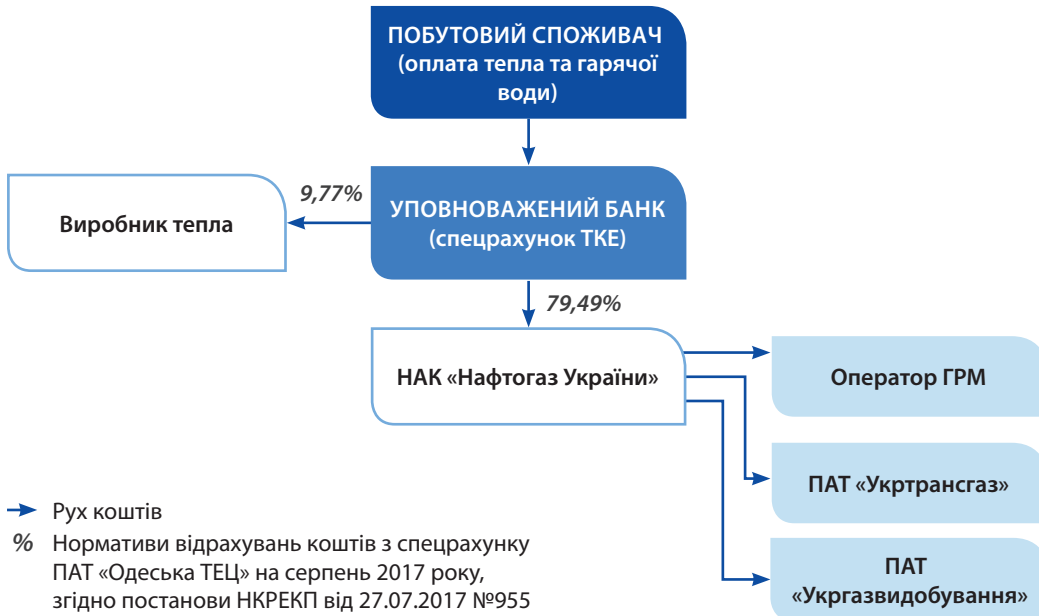 ПОБУТОВИЙ СПОЖИВАЧ
(оплата тепла та гарячої
води)
9,77%
Виробник тепла
УПОВНОВАЖЕНИЙ БАНК
(спецрахунок ТКЕ)
79,49%
НАК «Нафтогаз України»
Оператор ГРМ
ПАТ «Укртрансгаз»
ПАТ
«Укргазвидобування»
Рух коштів
% Нормативи відрахувань коштів з спецрахунку
ПАТ «Одеська ТЕЦ» на серпень 2017 року,
згідно постанови НКРЕКП від 27.07.2017 №955